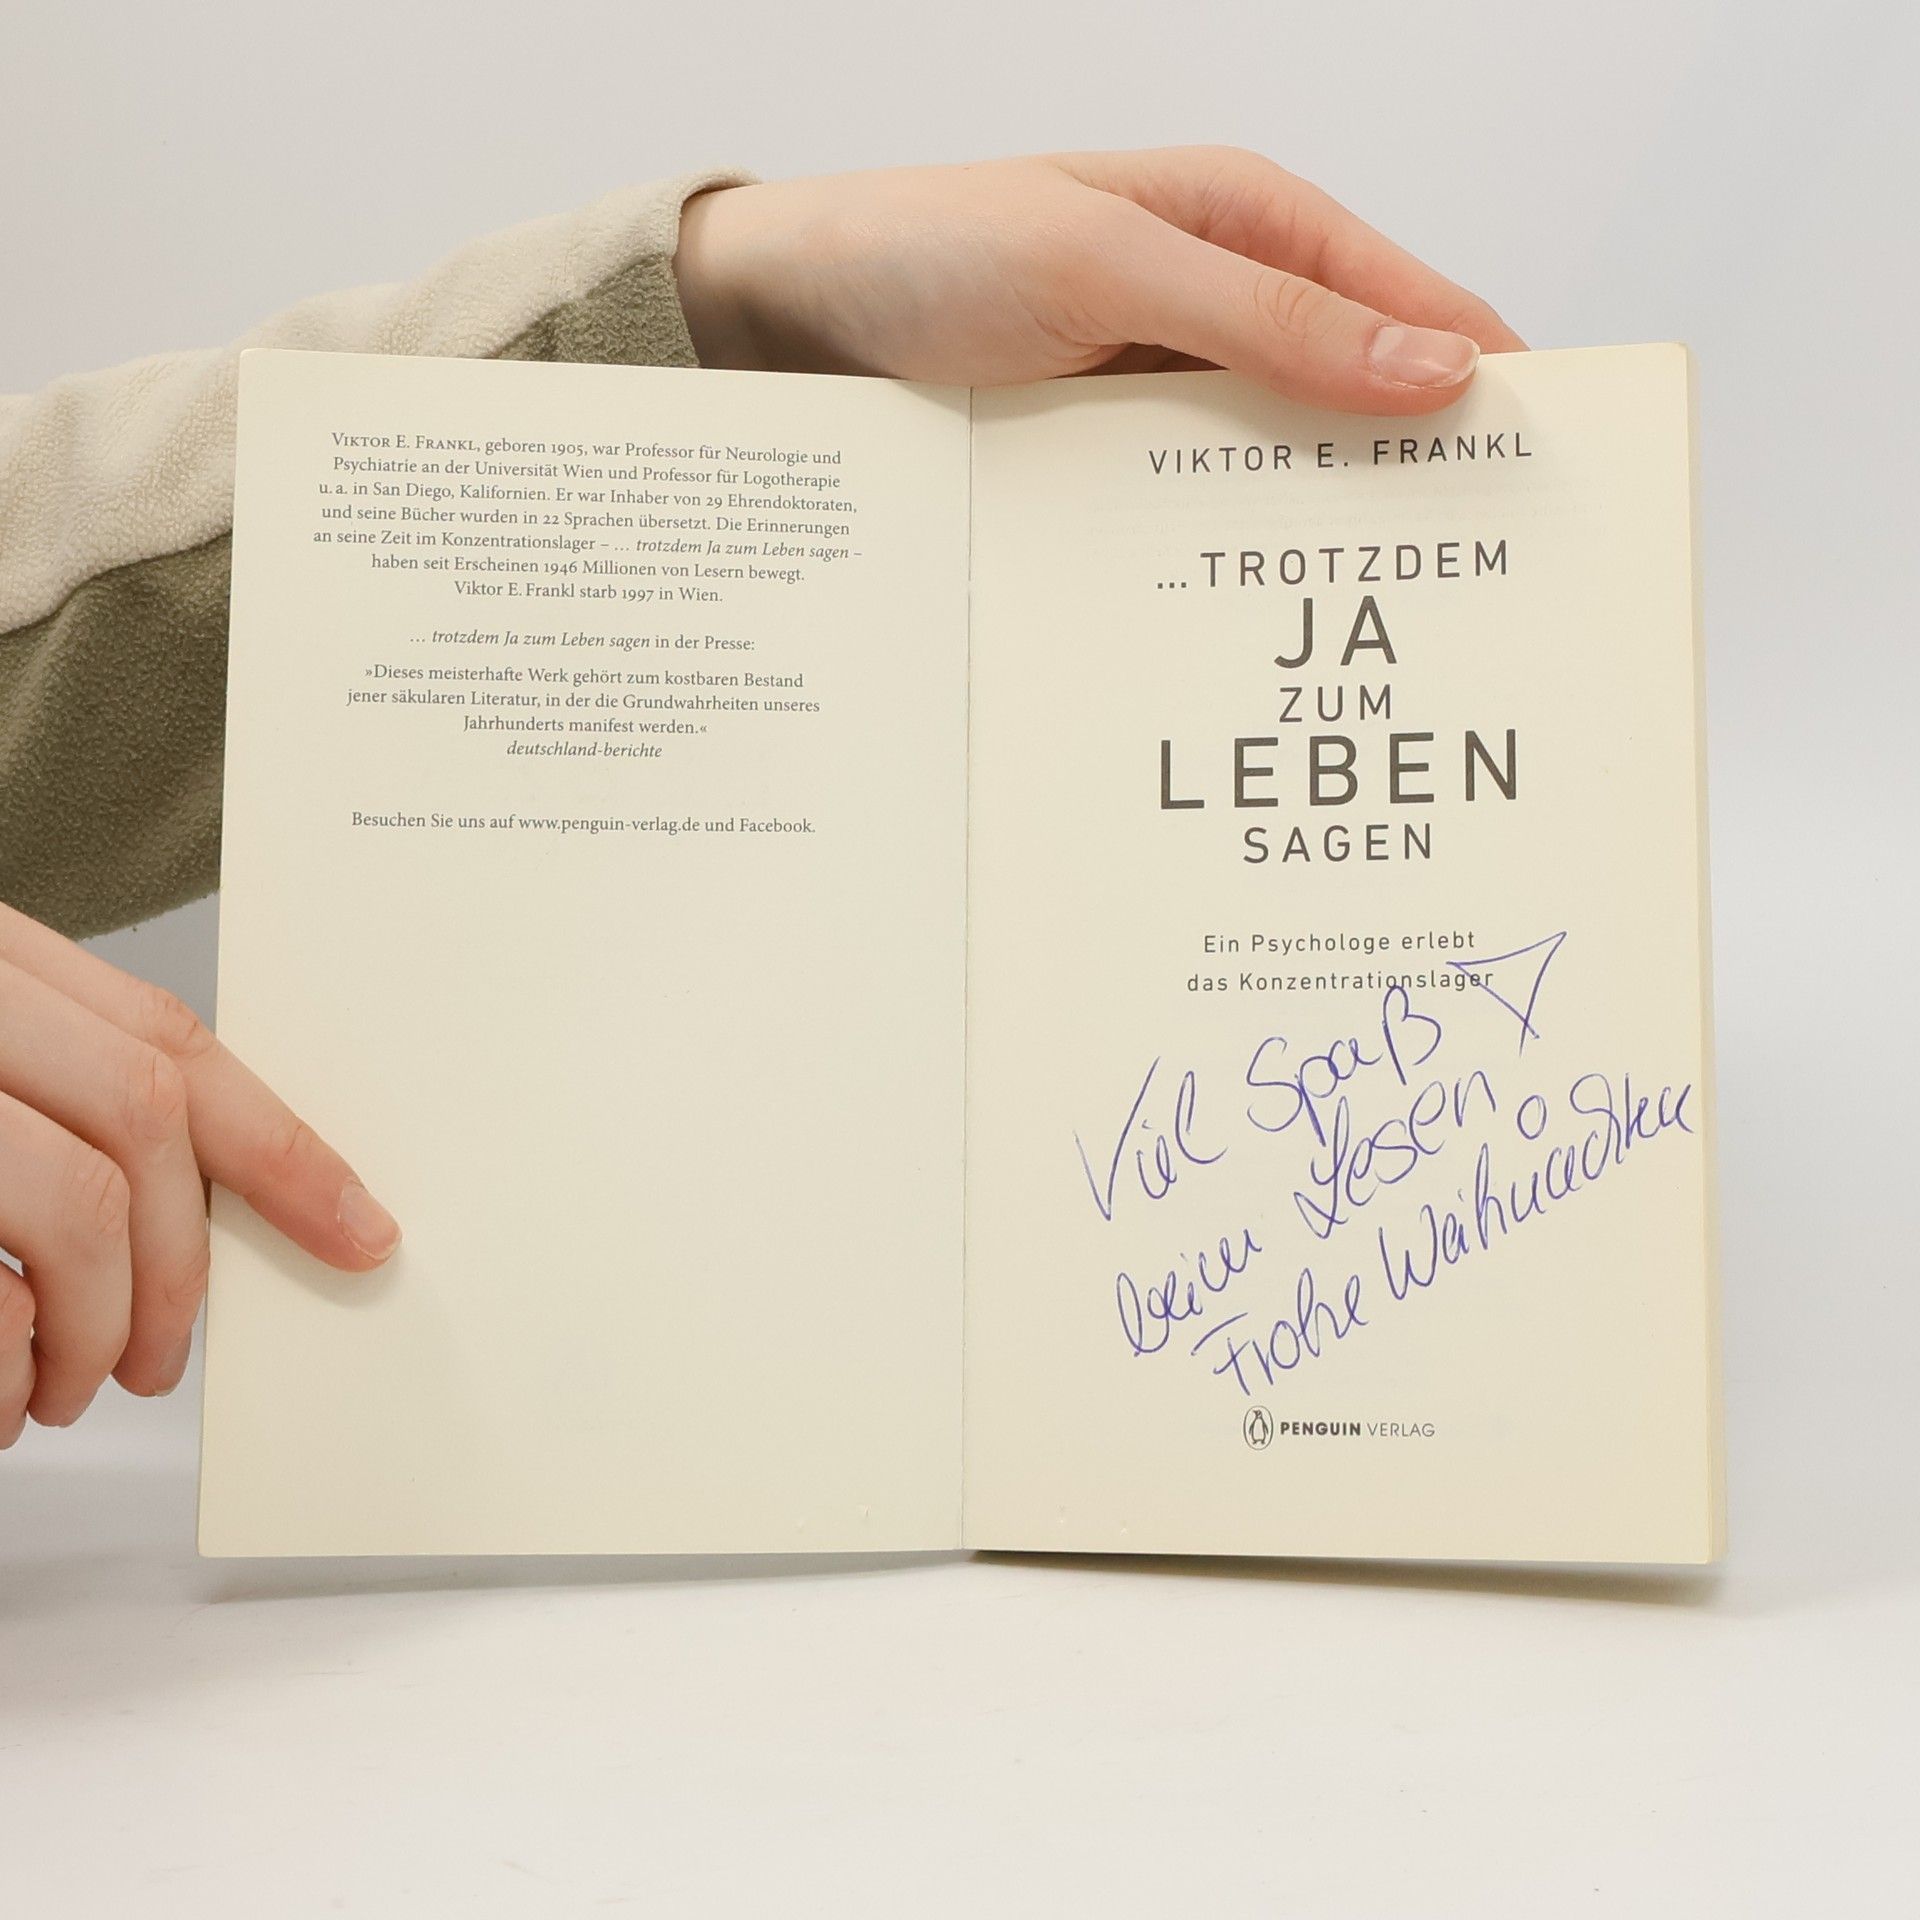 VIKTOR E. FRANKL, geboren 1905, war Professor für Neurologie und
Psychiatrie an der Universität Wien und Professor für Logotherapie
u. a. in San Diego, Kalifornien. Er war Inhaber von 29 Ehrendoktoraten,
und seine Bücher wurden in 22 Sprachen übersetzt. Die Erinnerungen
an seine Zeit im Konzentrationslager – … trotzdem Ja zum Leben sagen –
haben seit Erscheinen 1946 Millionen von Lesern bewegt.
Viktor E. Frankl starb 1997 in Wien.
… trotzdem Ja zum Leben sagen in der Presse:
»Dieses meisterhafte Werk gehört zum kostbaren Bestand
jener säkularen Literatur, in der die Grundwahrheiten unseres
Jahrhunderts manifest werden.«
deutschland-berichte
Besuchen Sie uns auf www.penguin-verlag.de und Facebook.
VIKTOR E. FRANKL
...TROTZDEM
JA
ZUM
LEBEN
SAGEN
Ein Psychologe erlebt
das Konzentrationslager
Viel Spaß
beim Lesen
Frohe Weihnachten
PENGUIN VERLAG